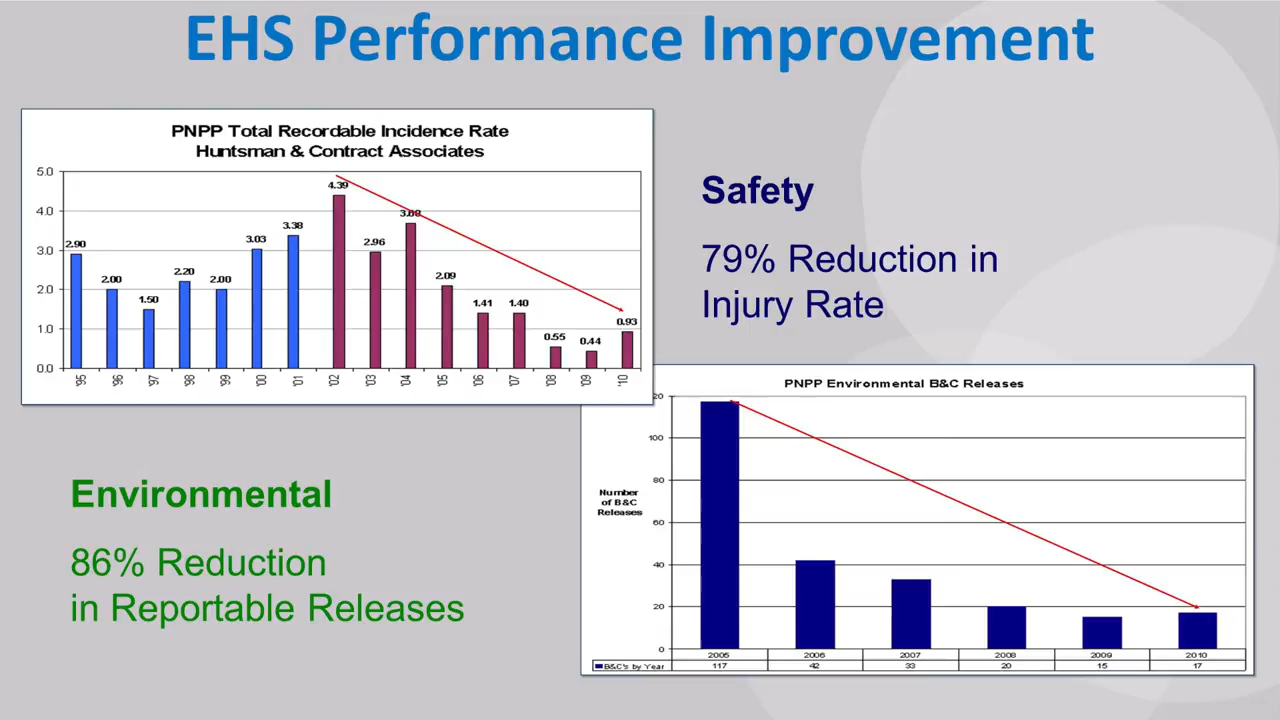 EHS Performance Improvement
PNPP Total Recordable Incidence Rate
Huntsman & Contract Associates
5.0
4.0
3.0
2.0
1.0
0.0
2.90
2.00
1.50
2.20
2.00
3.03
3.38
4.39
2.96
2.09
1.41
1.40
0.55
0.44
0.93
'95
'96
'97
'98
'99
'00
'01
'02
'03
'04
'05
'06
'07
'08
'09
'10
Safety
79% Reduction in
Injury Rate
Environmental
86% Reduction
in Reportable Releases
PNPP Environmental B&C Releases
Number
of B&C
Releases
20
100
80
60
40
20
0
2005 2006 2007 2008 2009 2010
B&C's by Year 117 42 33 20 15 17